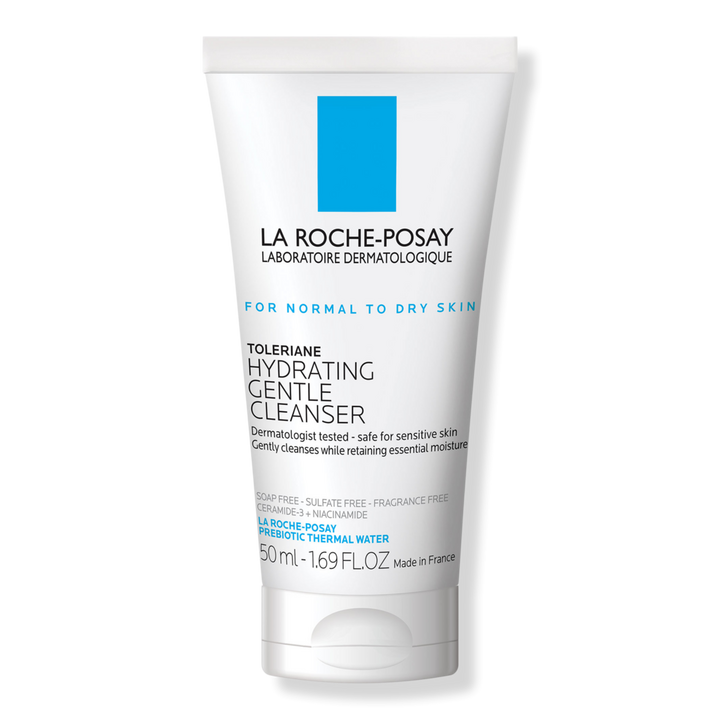 LA ROCHE-POSAY
LABORATOIRE DERMATOLOGIQUE
FOR NORMAL TO DRY SKIN
TOLERIANE
HYDRATING
GENTLE
CLEANSER
Dermatologist tested - safe for sensitive skin
Gently cleanses while retaining essential moisture
SOAP FREE - SULFATE FREE - FRAGRANCE FREE
CERAMIDE-3 + NIACINAMIDE
LA ROCHE-POSAY
PREBIOTIC THERMAL WATER
50 ml - 1.69 FL.OZ Made in France